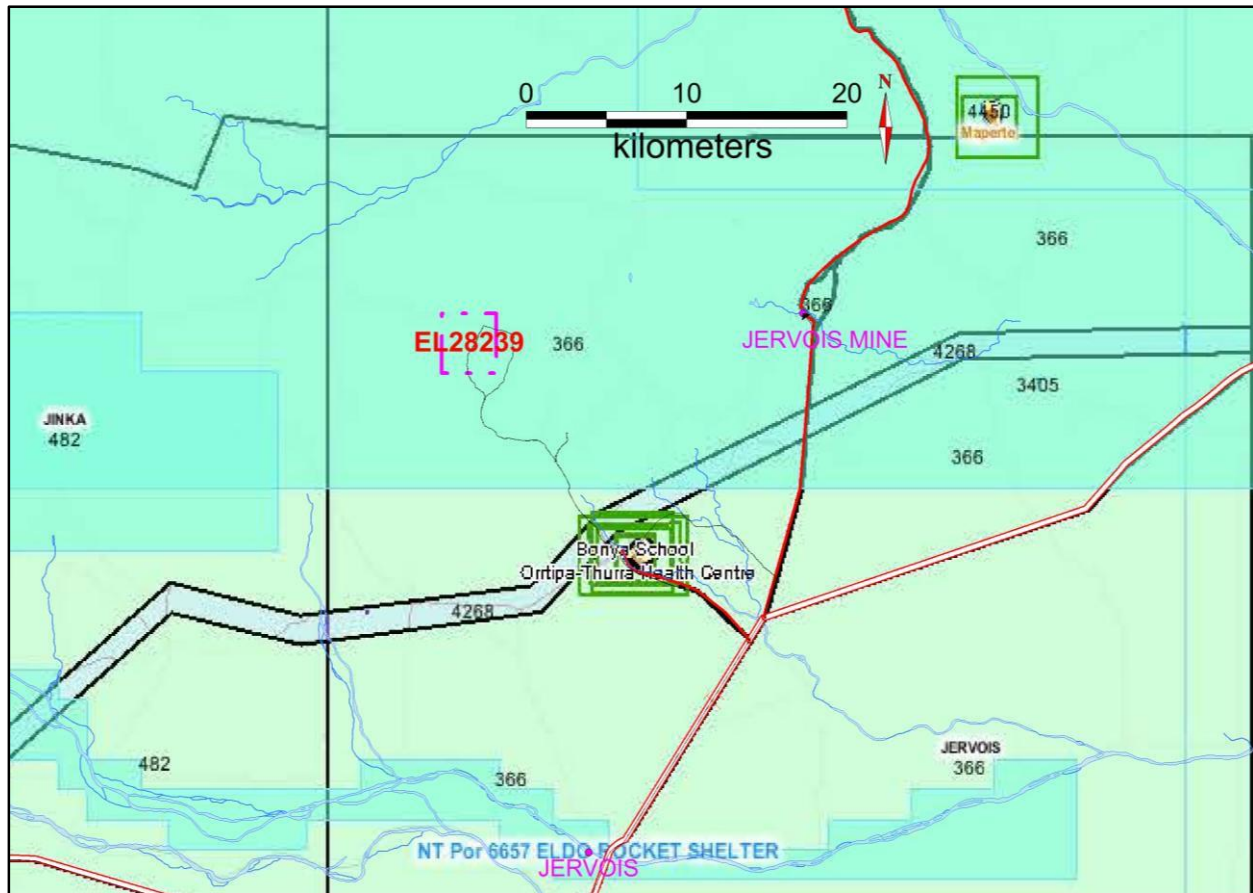 0 10 20
kilometers
N
4450
Maperte
366
366
JERVOIS MINE
EL28239
366
4268
3405
JINKA
482
366
Bonya School
Orrtipa-Thurra Health Centre
4268
482
366
JERVOIS
366
NT Por 6657 ELDO ROCKET SHELTER
JERVOIS